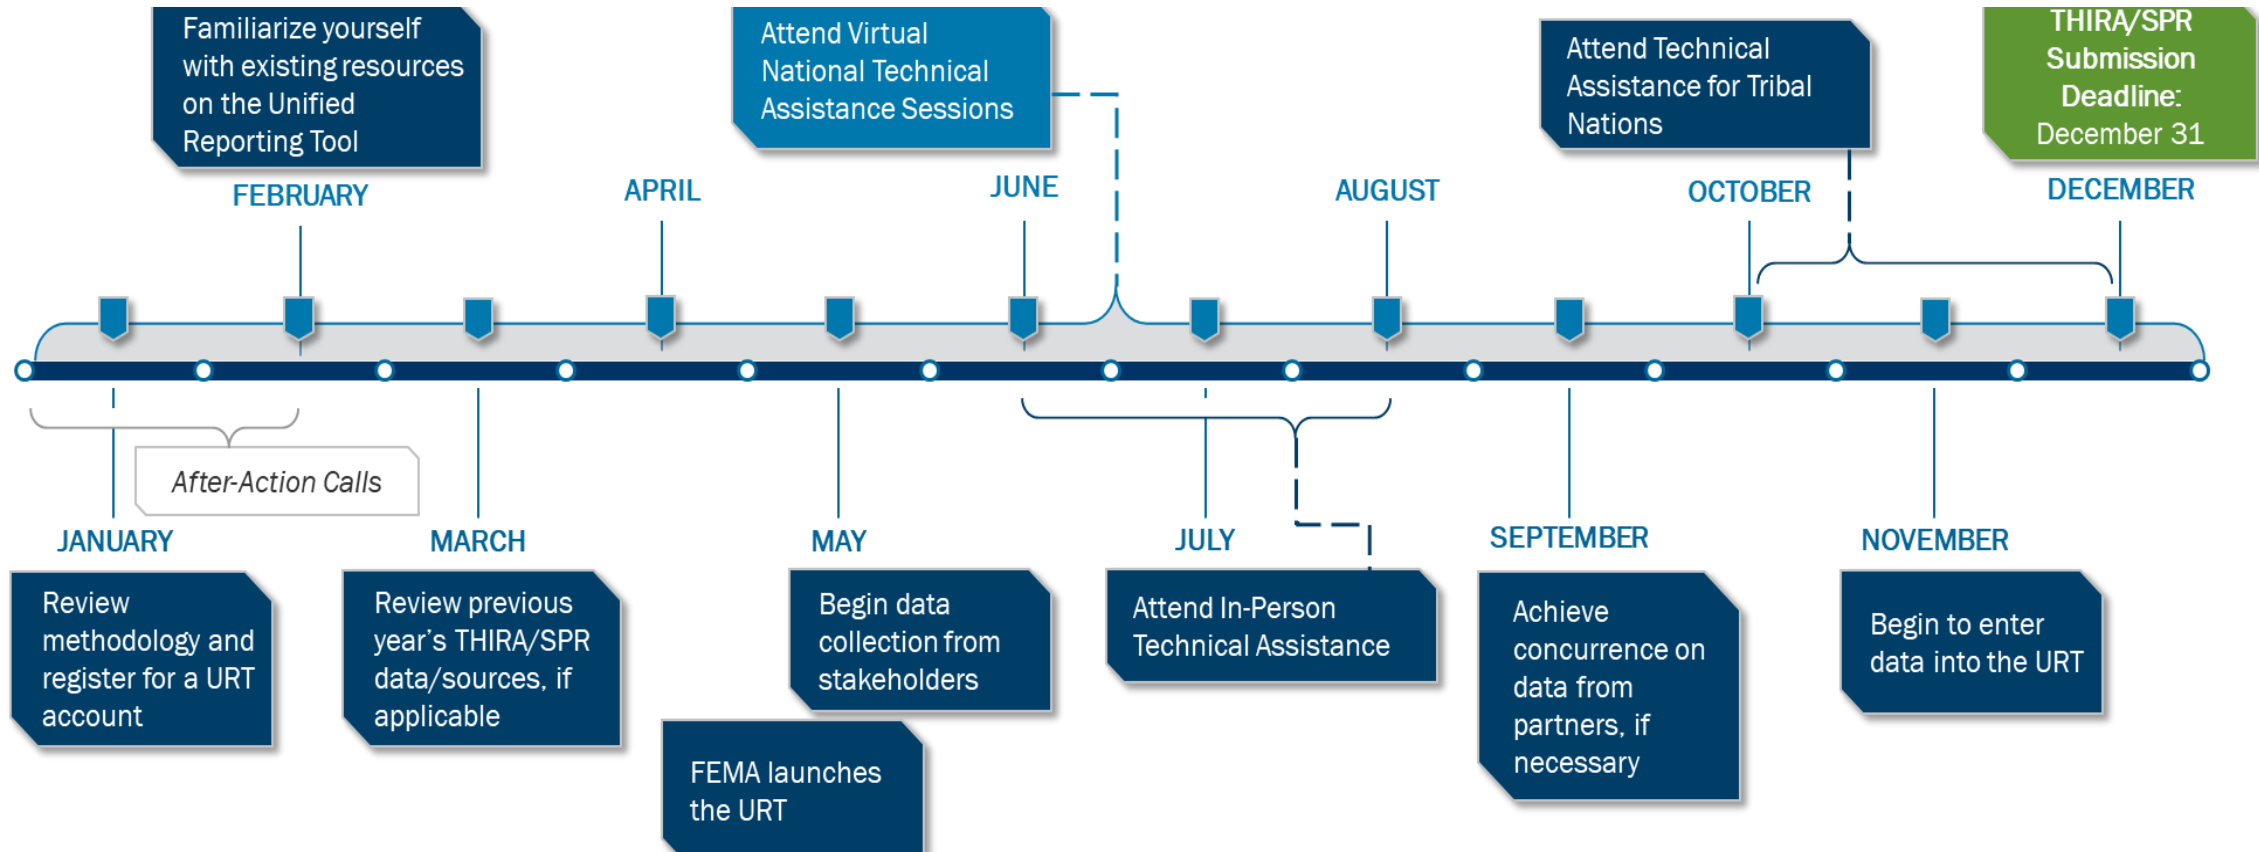 Familiarize yourself
with existing resources
on the Unified
Reporting Tool
Attend Virtual
National Technical
Assistance Sessions
Attend Technical
Assistance for Tribal
Nations
THIRA/SPR
Submission
Deadline:
December 31
FEBRUARY
APRIL
JUNE
AUGUST
OCTOBER
DECEMBER
After-Action Calls
JANUARY
MARCH
MAY
JULY
SEPTEMBER
NOVEMBER
Review
methodology and
register for a URT
account
Review previous
year’s THIRA/SPR
data/sources, if
applicable
Begin data
collection from
stakeholders
FEMA launches
the URT
Attend In-Person
Technical Assistance
Achieve
concurrence on
data from
partners, if
necessary
Begin to enter
data into the URT